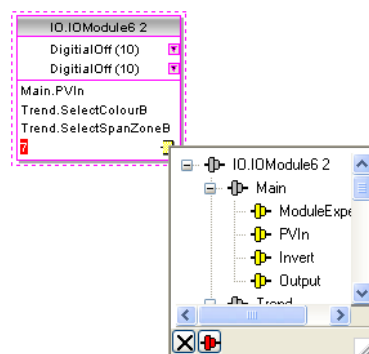 IO.IOModule6 2
DigitialOff (10)
DigitialOff (10)
Main.PVIn
Trend.SelectColourB
Trend.SelectSpanZoneB
7
IO.IOModule6 2
Main
ModuleExpe
PVIn
Invert
Output
Trend